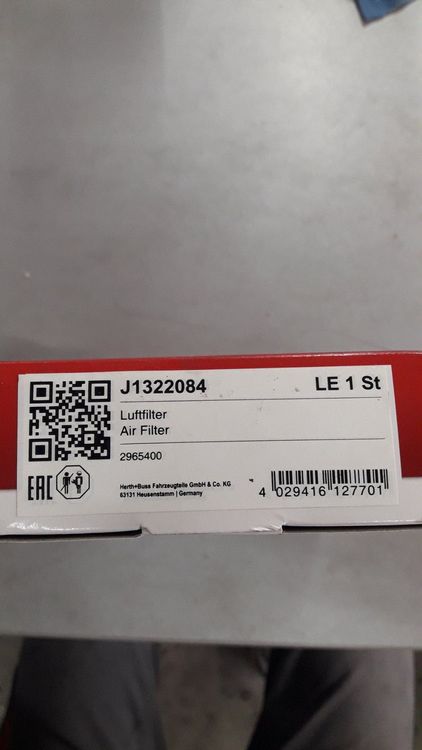 J1322084 LE 1 St
Luftfilter
Air Filter
2965400
EAC
Herth+Buss Fahrzeugteile GmbH & Co. KG
63131 Heusenstamm | Germany
4 029416 127701